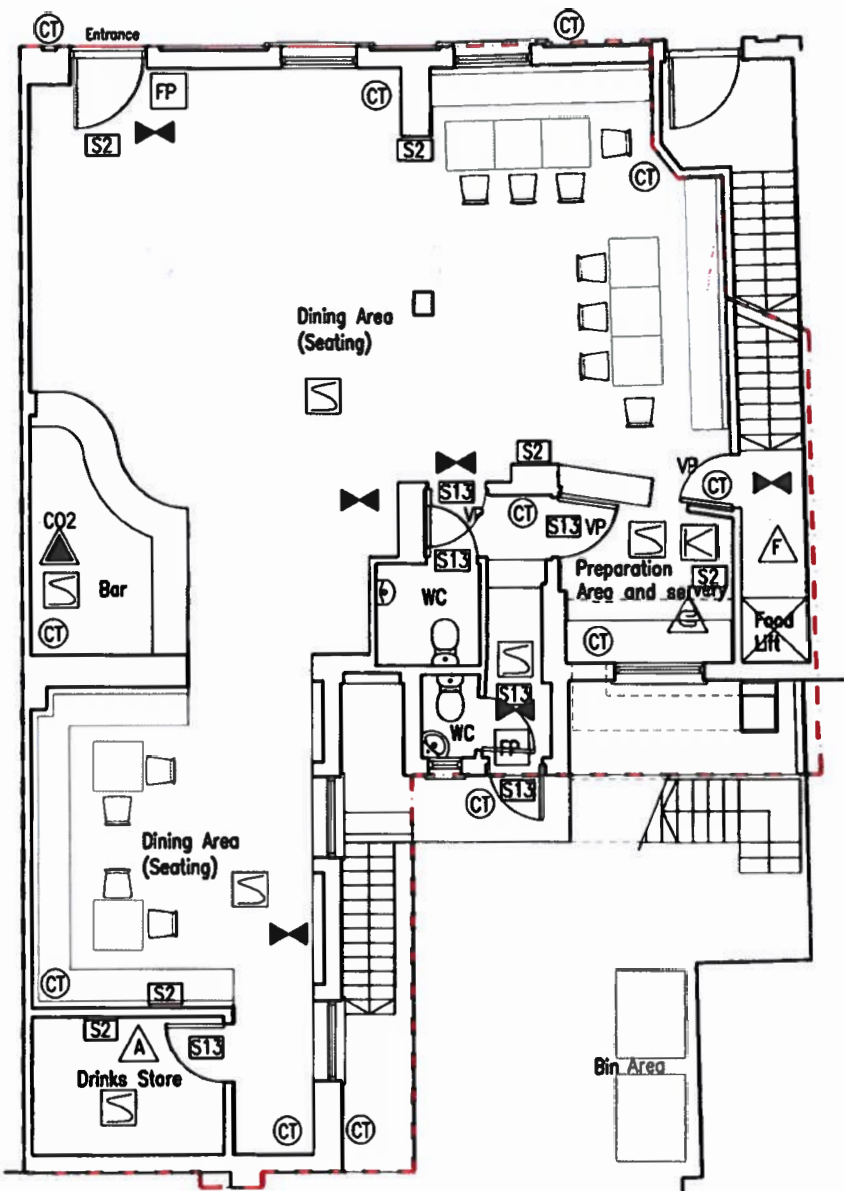 CT
Entrance
CT
FP
CT
S2
S2
CT
Dining Area
(Seating)
S2
VP
CT
S13
VP
CT
S13
VP
CO2
S13
F
Bar
WC
Preparation
S2
Area and servery
CT
CT
Food
Lift
S13
WC
FP
CT
S13
Dining Area
(Seating)
CT
S2
S2
A
S13
Drinks Store
Bin Area
CT
CT